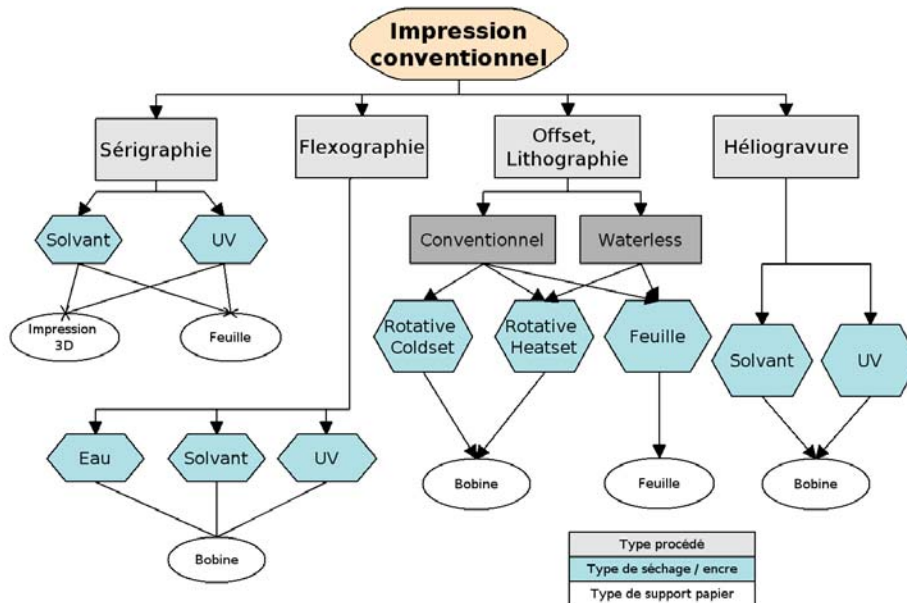 Impression
conventionnel
Sérigraphie
Flexographie
Offset,
Lithographie
Héliogravure
Solvant
UV
Conventionnel
Waterless
Impression
3D
Feuille
Rotative
Coldset
Rotative
Heatset
Feuille
Solvant
UV
Eau
Solvant
UV
Bobine
Feuille
Bobine
Bobine
Type procédé
Type de séchage / encre
Type de support papier